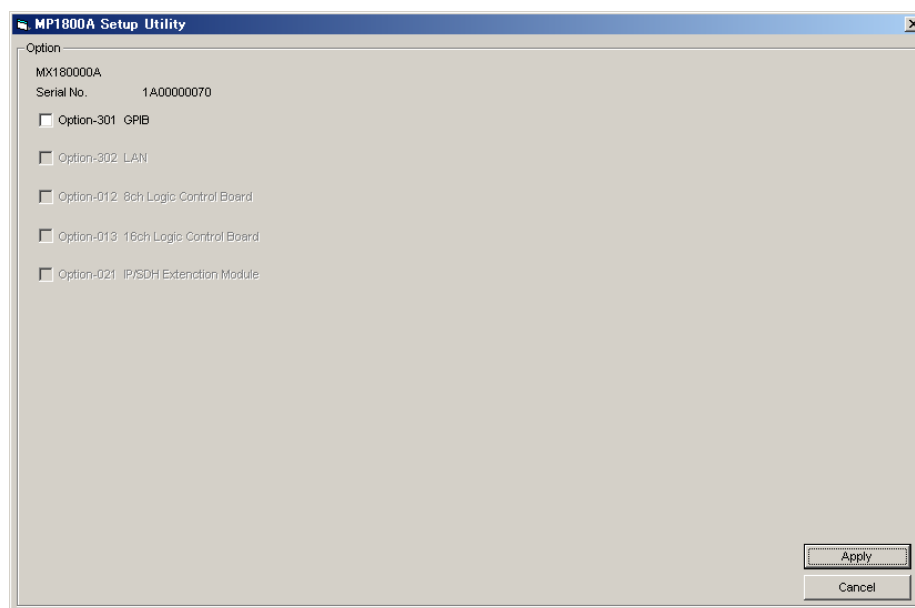 MP1800A Setup Utility
Option
MX180000A
Serial No. 1A00000070
Option-301 GPIB
Option-302 LAN
Option-012 8ch Logic Control Board
Option-013 16ch Logic Control Board
Option-021 IP/SDH Extenction Module
Apply
Cancel